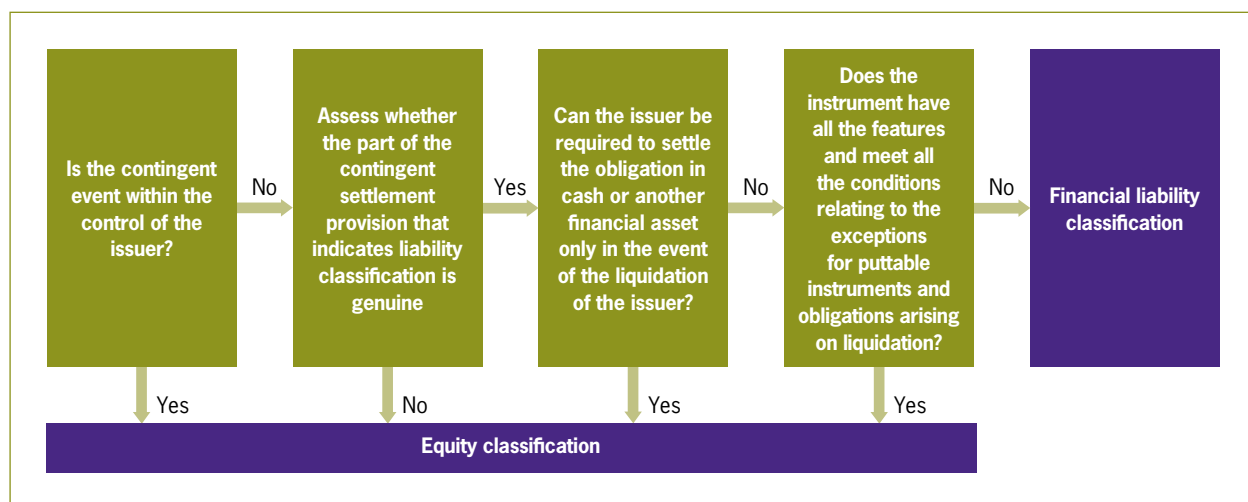 Is the contingent
event within the
control of the
issuer?
No
Assess whether
the part of the
contingent
settlement
provision that
indicates liability
classification is
genuine
Yes
Can the issuer be
required to settle
the obligation in
cash or another
financial asset
only in the event
of the liquidation
of the issuer?
No
Does the
instrument have
all the features
and meet all
the conditions
relating to the
exceptions
for puttable
instruments and
obligations arising
on liquidation?
No
Financial liability
classification
Yes
No
Yes
Yes
Equity classification